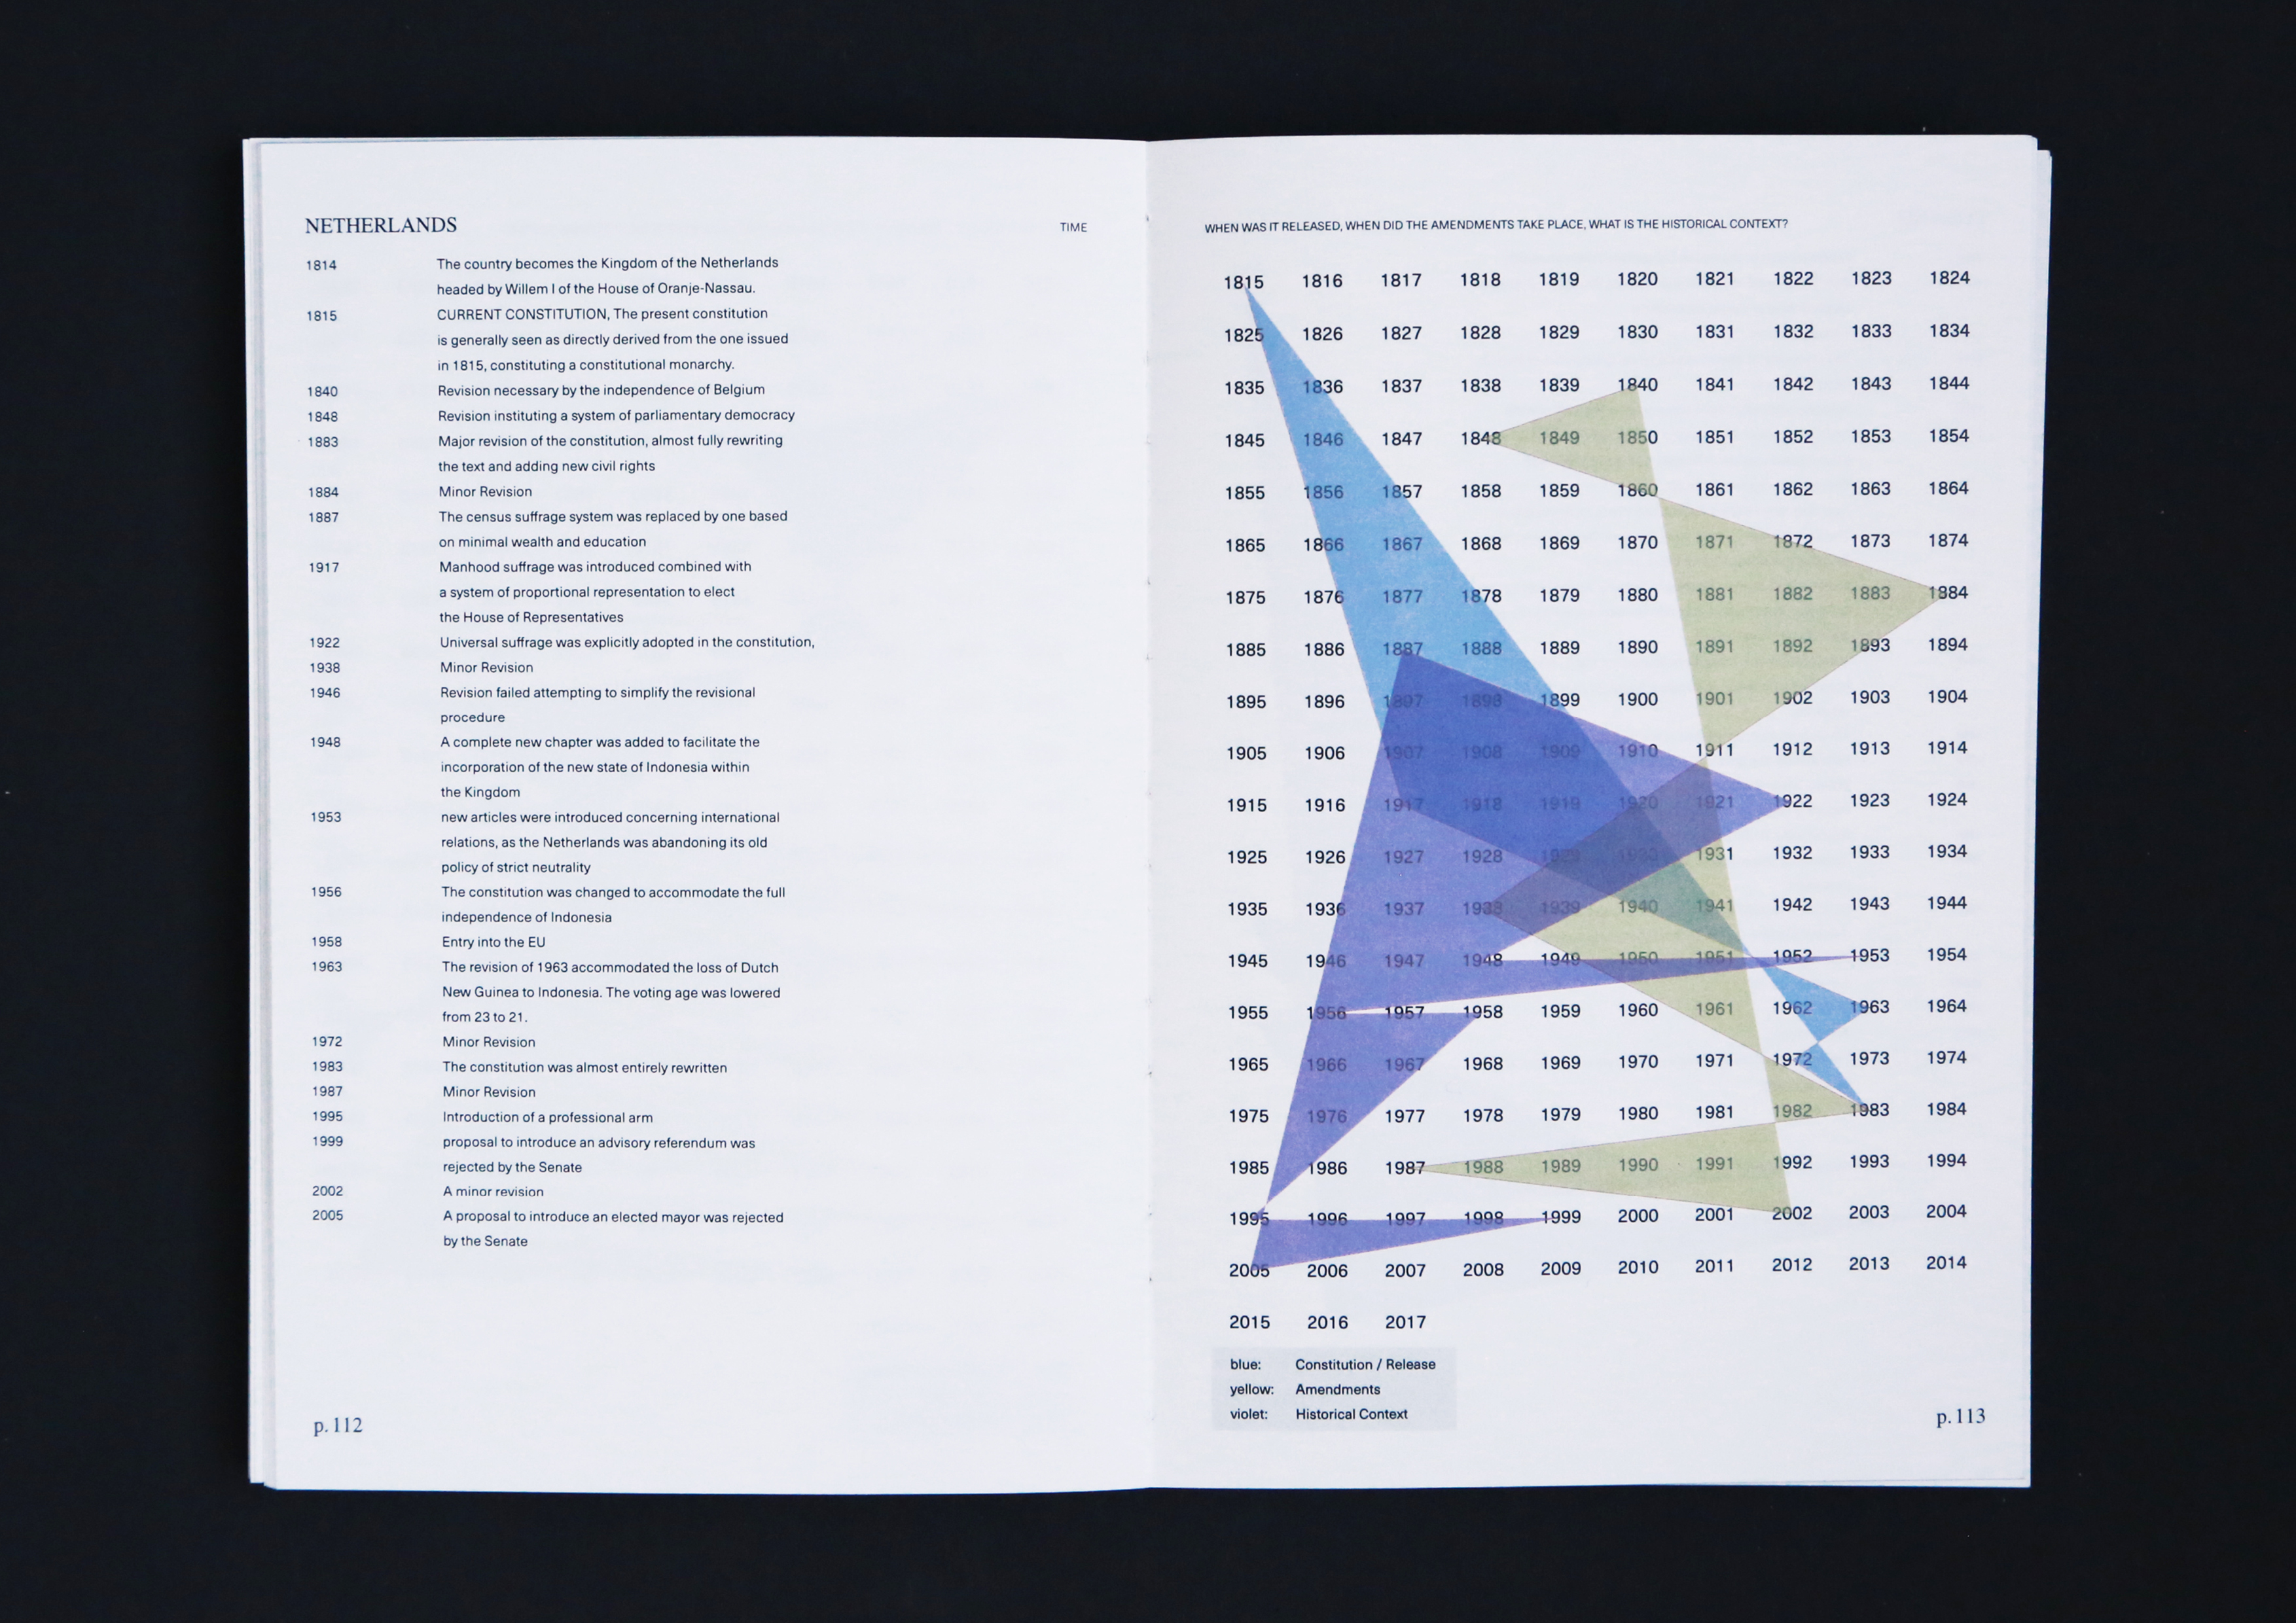 NETHERLANDS
TIME
1814 The country becomes the Kingdom of the Netherlands
headed by Willem I of the House of Oranje-Nassau.
1815 CURRENT CONSTITUTION, The present constitution
is generally seen as directly derived from the one issued
in 1815, constituting a constitutional monarchy.
1840 Revision necessary by the independence of Belgium
1848 Revision instituting a system of parliamentary democracy
1883 Major revision of the constitution, almost fully rewriting
the text and adding new civil rights
1884 Minor Revision
1887 The census suffrage system was replaced by one based
on minimal wealth and education
1917 Manhood suffrage was introduced combined with
a system of proportional representation to elect
the House of Representatives
1922 Universal suffrage was explicitly adopted in the constitution,
1938 Minor Revision
1946 Revision failed attempting to simplify the revisional
procedure
1948 A complete new chapter was added to facilitate the
incorporation of the new state of Indonesia within
the Kingdom
1953 new articles were introduced concerning international
relations, as the Netherlands was abandoning its old
policy of strict neutrality
1956 The constitution was changed to accommodate the full
independence of Indonesia
1958 Entry into the EU
1963 The revision of 1963 accommodated the loss of Dutch
New Guinea to Indonesia. The voting age was lowered
from 23 to 21.
1972 Minor Revision
1983 The constitution was almost entirely rewritten
1987 Minor Revision
1995 Introduction of a professional arm
1999 proposal to introduce an advisory referendum was
rejected by the Senate
2002 A minor revision
2005 A proposal to introduce an elected mayor was rejected
by the Senate
p. 112
WHEN WAS IT RELEASED, WHEN DID THE AMENDMENTS TAKE PLACE, WHAT IS THE HISTORICAL CONTEXT?
1815 1816 1817 1818 1819 1820 1821 1822 1823 1824
1825 1826 1827 1828 1829 1830 1831 1832 1833 1834
1835 1836 1837 1838 1839 1840 1841 1842 1843 1844
1845 1846 1847 1848 1849 1850 1851 1852 1853 1854
1855 1856 1857 1858 1859 1860 1861 1862 1863 1864
1865 1866 1867 1868 1869 1870 1871 1872 1873 1874
1875 1876 1877 1878 1879 1880 1881 1882 1883 1884
1885 1886 1887 1888 1889 1890 1891 1892 1893 1894
1895 1896 1897 1898 1899 1900 1901 1902 1903 1904
1905 1906 1907 1908 1909 1910 1911 1912 1913 1914
1915 1916 1917 1918 1919 1920 1921 1922 1923 1924
1925 1926 1927 1928 1929 1930 1931 1932 1933 1934
1935 1936 1937 1938 1939 1940 1941 1942 1943 1944
1945 1946 1947 1948 1949 1950 1951 1952 1953 1954
1955 1956 1957 1958 1959 1960 1961 1962 1963 1964
1965 1966 1967 1968 1969 1970 1971 1972 1973 1974
1975 1976 1977 1978 1979 1980 1981 1982 1983 1984
1985 1986 1987 1988 1989 1990 1991 1992 1993 1994
1995 1996 1997 1998 1999 2000 2001 2002 2003 2004
2005 2006 2007 2008 2009 2010 2011 2012 2013 2014
2015 2016 2017
blue: Constitution / Release
yellow: Amendments
violet: Historical Context
p. 113